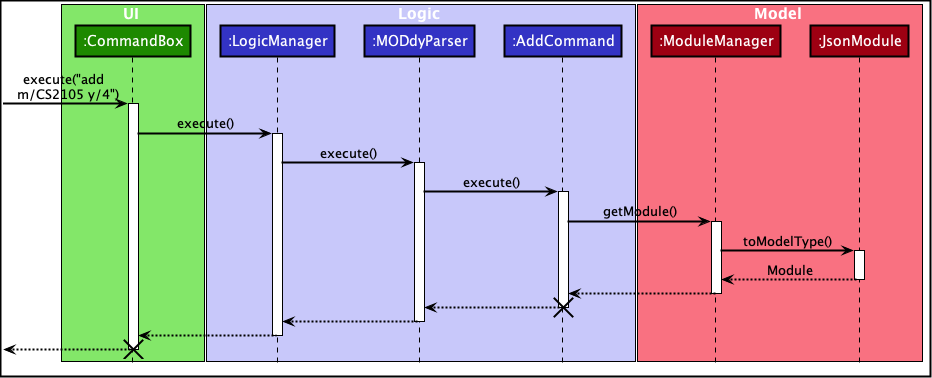 UI
Logic
Model
:CommandBox
:LogicManager
:MODdyParser
:AddCommand
:ModuleManager
:JsonModule
execute("add
m/CS2105 y/4")
execute()
execute()
execute()
getModule()
toModelType()
Module